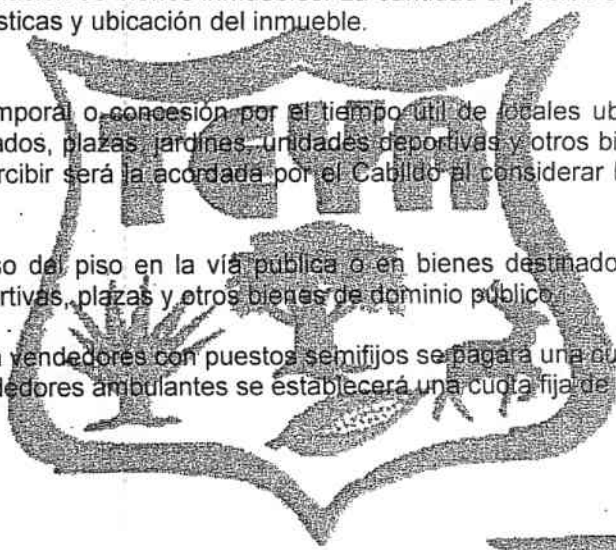 sticas y ubicación del inmueble.
mporal o concesión por el tiempo útil de locales ub
ados, plazas, jardines, unidades deportivas y otros bi
rcibir será la acordada por el Cabildo al considerar
TEYA
so del piso en la vía pública o en bienes destinado
rtivas, plazas y otros bienes de dominio público.
vendedores con puestos semifijos se pagará una cu
dedores ambulantes se establecerá una cuota fija de